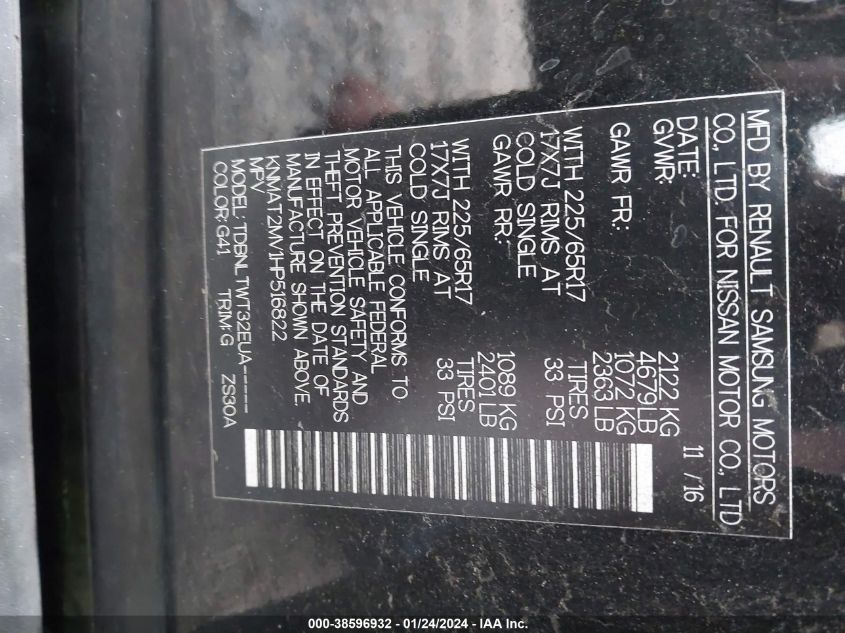 MFD BY RENAULT SAMSUNG MOTORS
CO., LTD. FOR NISSAN MOTOR CO., LTD
DATE: 11 /16
GVWR: 2122 KG
4679LB
GAWR FR: 1072 KG
2363 LB
WITH 225/65R17 TIRES
17X7J RIMS AT 33 PSI
COLD SINGLE
GAWR RR: 1089 KG
2401 LB
WITH 225/65R17 TIRES
17X7J RIMS AT 33 PSI
COLD SINGLE
THIS VEHICLE CONFORMS TO
ALL APPLICABLE FEDERAL
MOTOR VEHICLE SAFETY AND
THEFT PREVENTION STANDARDS
IN EFFECT ON THE DATE OF
MANUFACTURE SHOWN ABOVE.
KNMAT2MV1HP516822
MPV
MODEL: TDBNLTWT32EUA-----
COLOR: G41 TRIM: G ZS30A
000-38596932 - 01/24/2024 - IAA Inc.